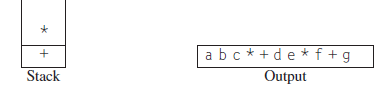 *
+
a b c * + d e * f + g
Stack
Output